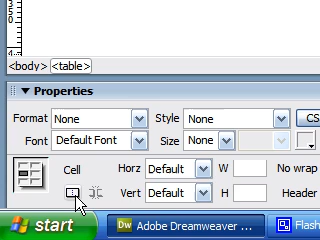 <body> <table>
Properties
Format None Style None CS
Font Default Font Size None
Cell Horz Default W No wrap
Vert Default H Header
start Adobe Dreamweaver Flash